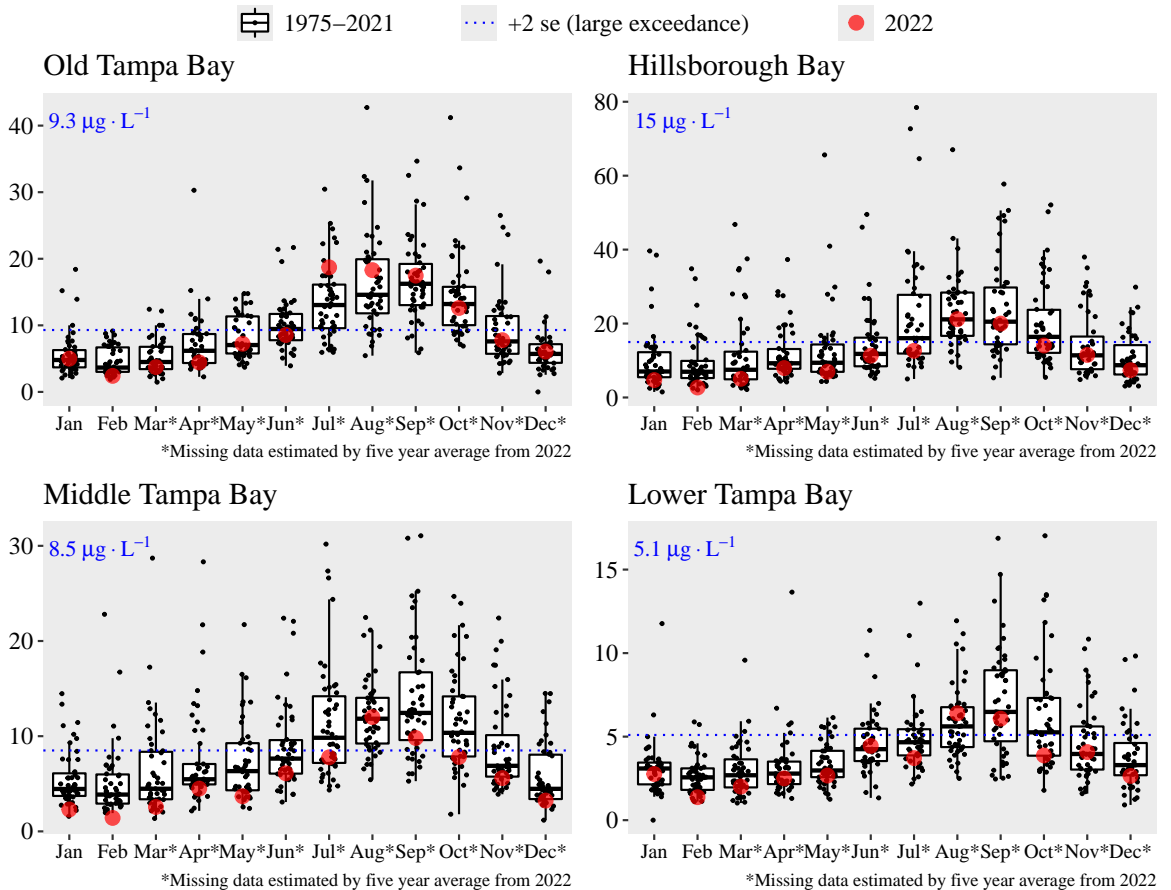 1975–2021 +2 se (large exceedance) 2022
Old Tampa Bay
9.3 μg · L⁻¹
40
30
20
10
0
Jan Feb Mar* Apr* May* Jun* Jul* Aug* Sep* Oct* Nov* Dec*
*Missing data estimated by five year average from 2022
Hillsborough Bay
15 μg · L⁻¹
80
60
40
20
0
Jan Feb Mar* Apr* May* Jun* Jul* Aug* Sep* Oct* Nov* Dec*
*Missing data estimated by five year average from 2022
Middle Tampa Bay
8.5 μg · L⁻¹
30
20
10
0
Jan Feb Mar* Apr* May* Jun* Jul* Aug* Sep* Oct* Nov* Dec*
*Missing data estimated by five year average from 2022
Lower Tampa Bay
5.1 μg · L⁻¹
15
10
5
0
Jan Feb Mar* Apr* May* Jun* Jul* Aug* Sep* Oct* Nov* Dec*
*Missing data estimated by five year average from 2022